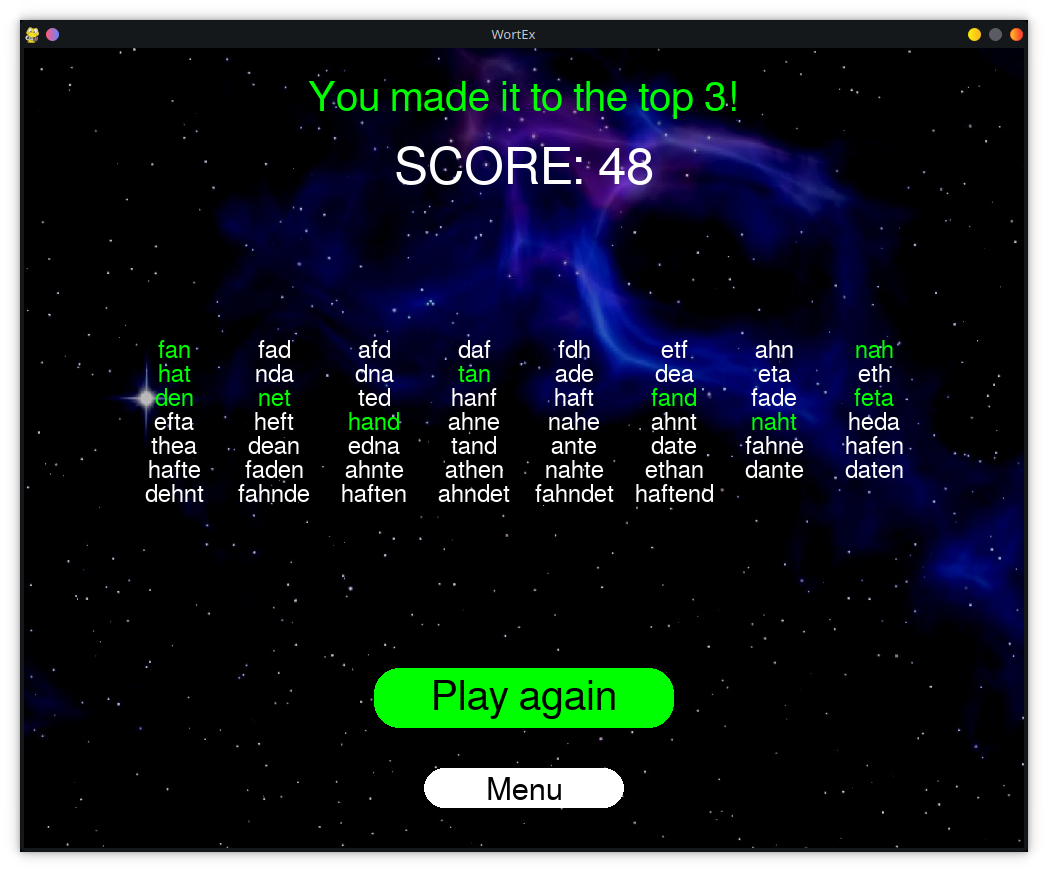 WortEx
You made it to the top 3!
SCORE: 48
fan fad afd daf fdh etf ahn nah
hat nda dna tan ade dea eta eth
den net ted hanf haft fand fade feta
efta heft hand ahne nahe ahnt naht heda
thea dean edna tand ante date fahne hafen
hafte faden ahnte athen nahte ethan dante daten
dehnt fahnde haften ahndet fahndet haftend
Play again
Menu